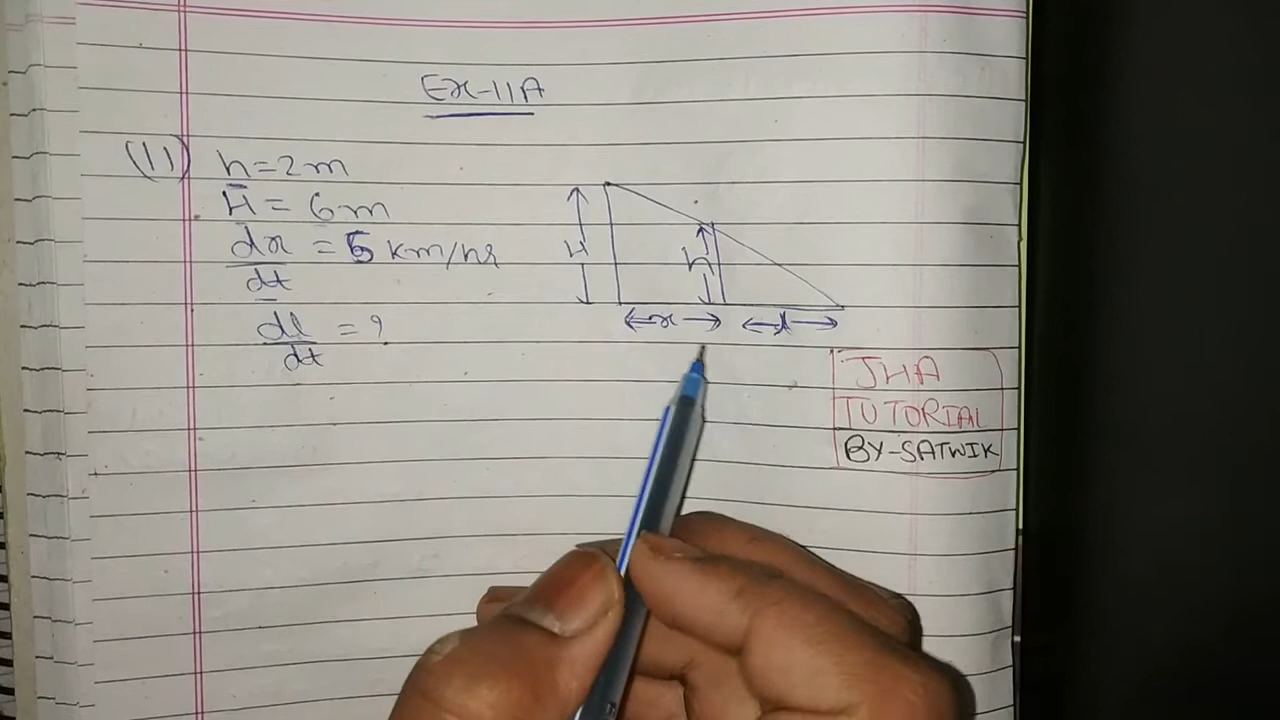 Ex-11A
(11) h=2m
H = 6m
dx/dt = 5 km/hr
dl/dt = ?
H
h
x
l
JHA
TUTORIAL
BY-SATWIK